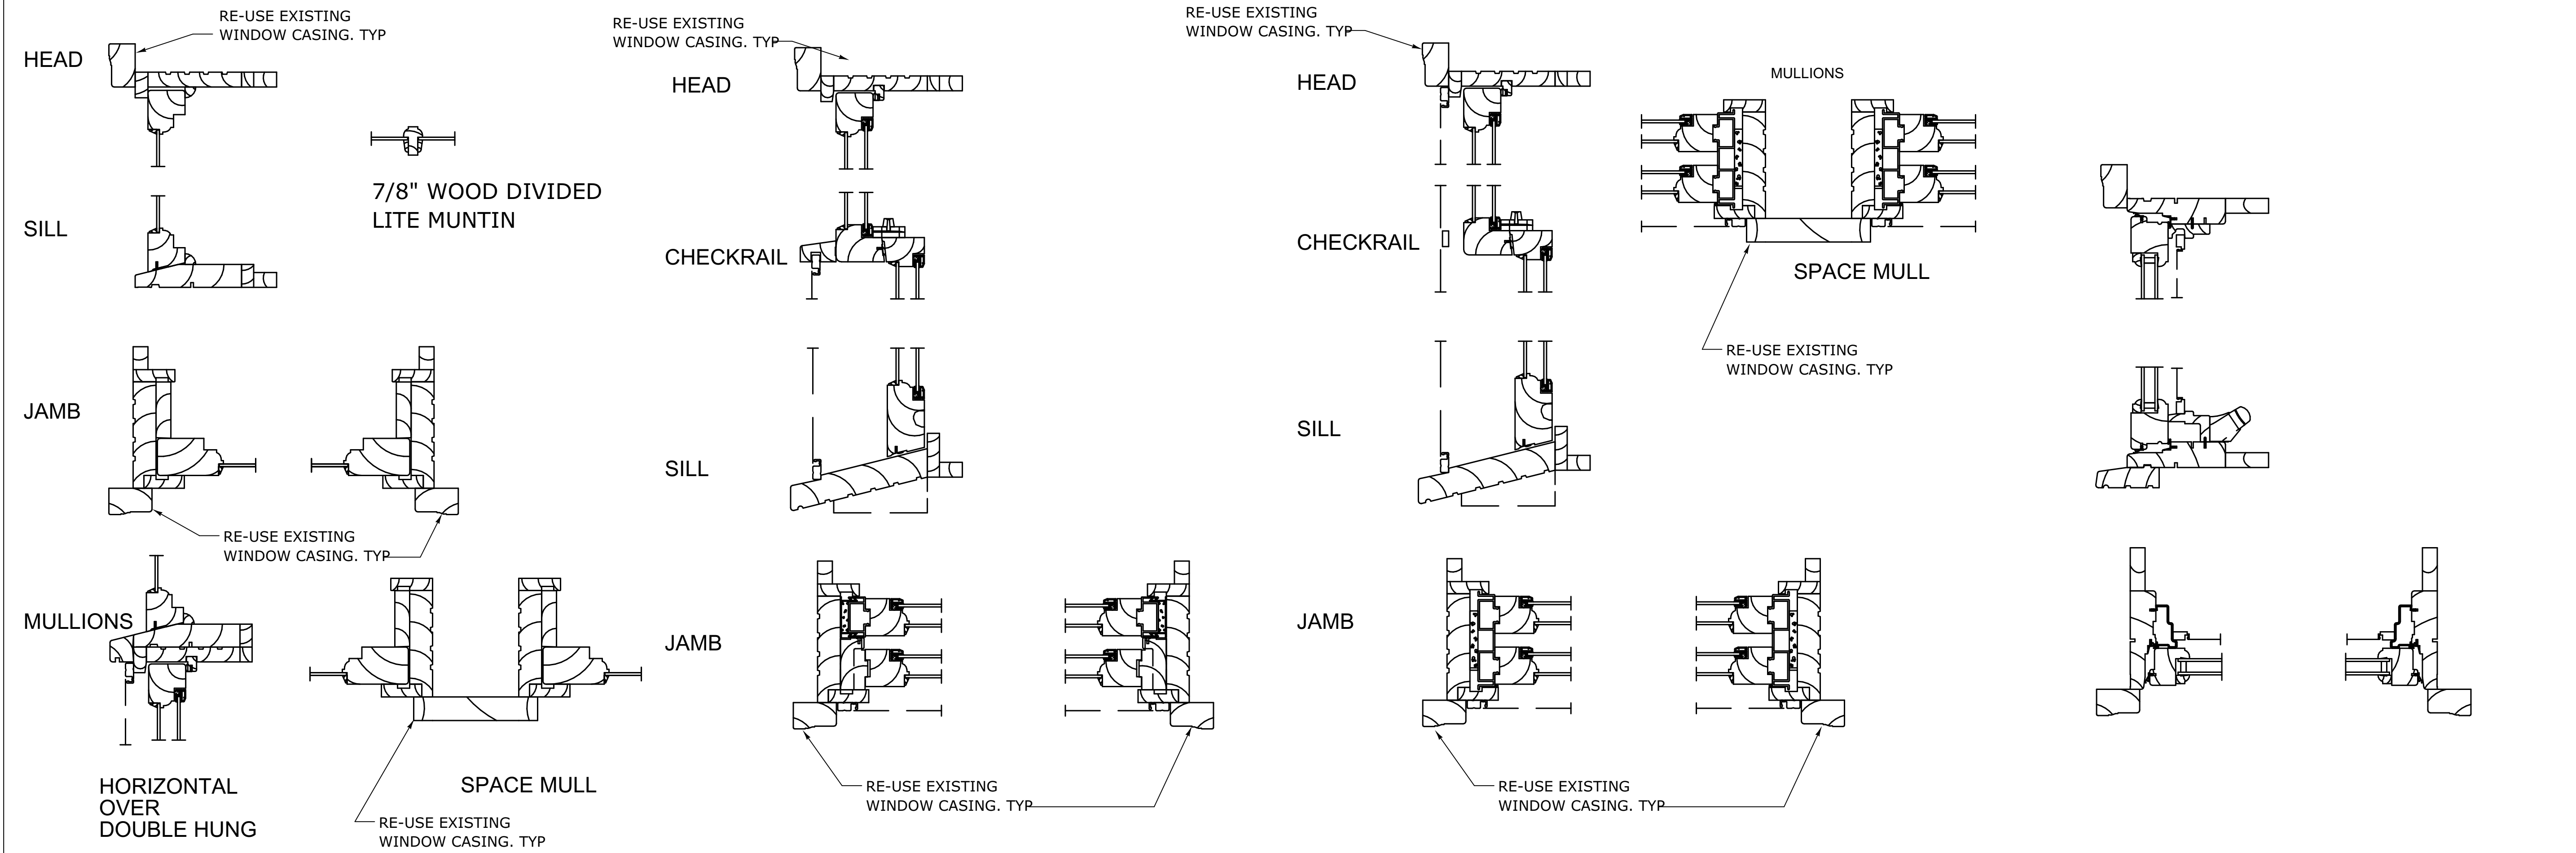 RE-USE EXISTING
WINDOW CASING. TYP
HEAD
7/8" WOOD DIVIDED
LITE MUNTIN
SILL
JAMB
RE-USE EXISTING
WINDOW CASING. TYP
MULLIONS
HORIZONTAL
OVER
DOUBLE HUNG
SPACE MULL
RE-USE EXISTING
WINDOW CASING. TYP
RE-USE EXISTING
WINDOW CASING. TYP
HEAD
CHECKRAIL
SILL
JAMB
RE-USE EXISTING
WINDOW CASING. TYP
RE-USE EXISTING
WINDOW CASING. TYP
HEAD
MULLIONS
CHECKRAIL
SPACE MULL
RE-USE EXISTING
WINDOW CASING. TYP
SILL
JAMB
RE-USE EXISTING
WINDOW CASING. TYP